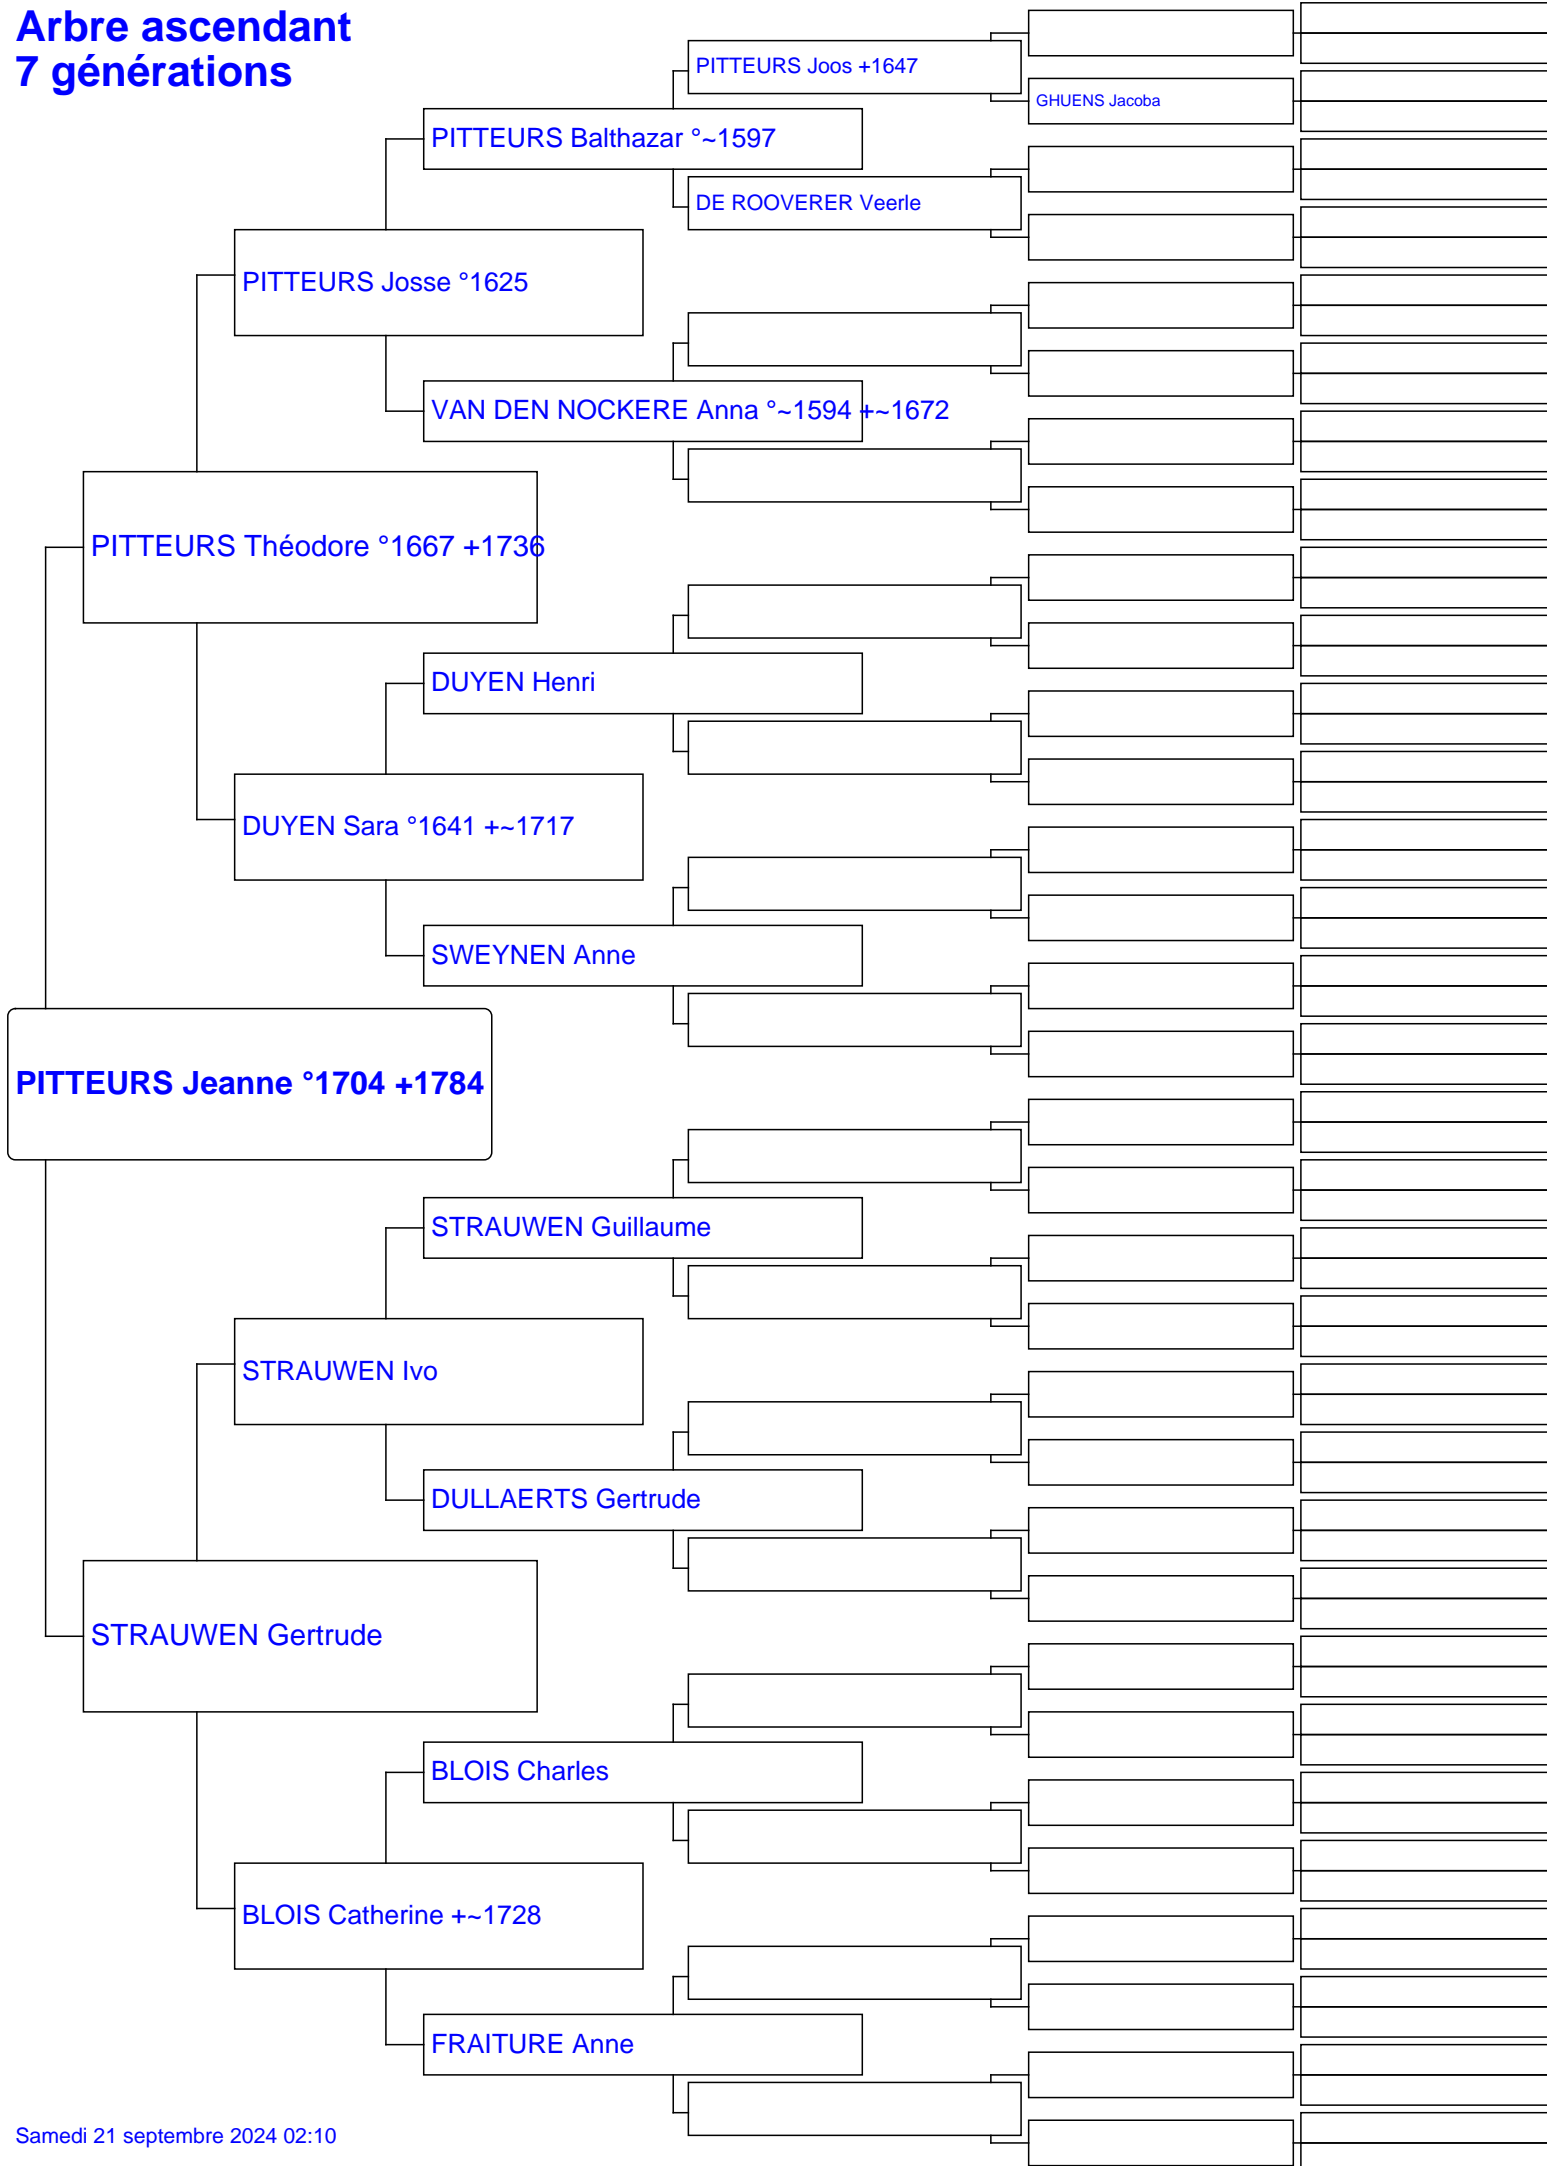 Arbre ascendant
7 générations
PITTEURS Joos +1647
GHUENS Jacoba
PITTEURS Balthazar °~1597
DE ROOVERER Veerle
PITTEURS Josse °1625
VAN DEN NOCKERE Anna °~1594 +~1672
PITTEURS Théodore °1667 +1736
DUYEN Henri
DUYEN Sara °1641 +~1717
SWEYNEN Anne
PITTEURS Jeanne °1704 +1784
STRAUWEN Guillaume
STRAUWEN Ivo
DULLAERTS Gertrude
STRAUWEN Gertrude
BLOIS Charles
BLOIS Catherine +~1728
FRAITURE Anne
Samedi 21 septembre 2024 02:10